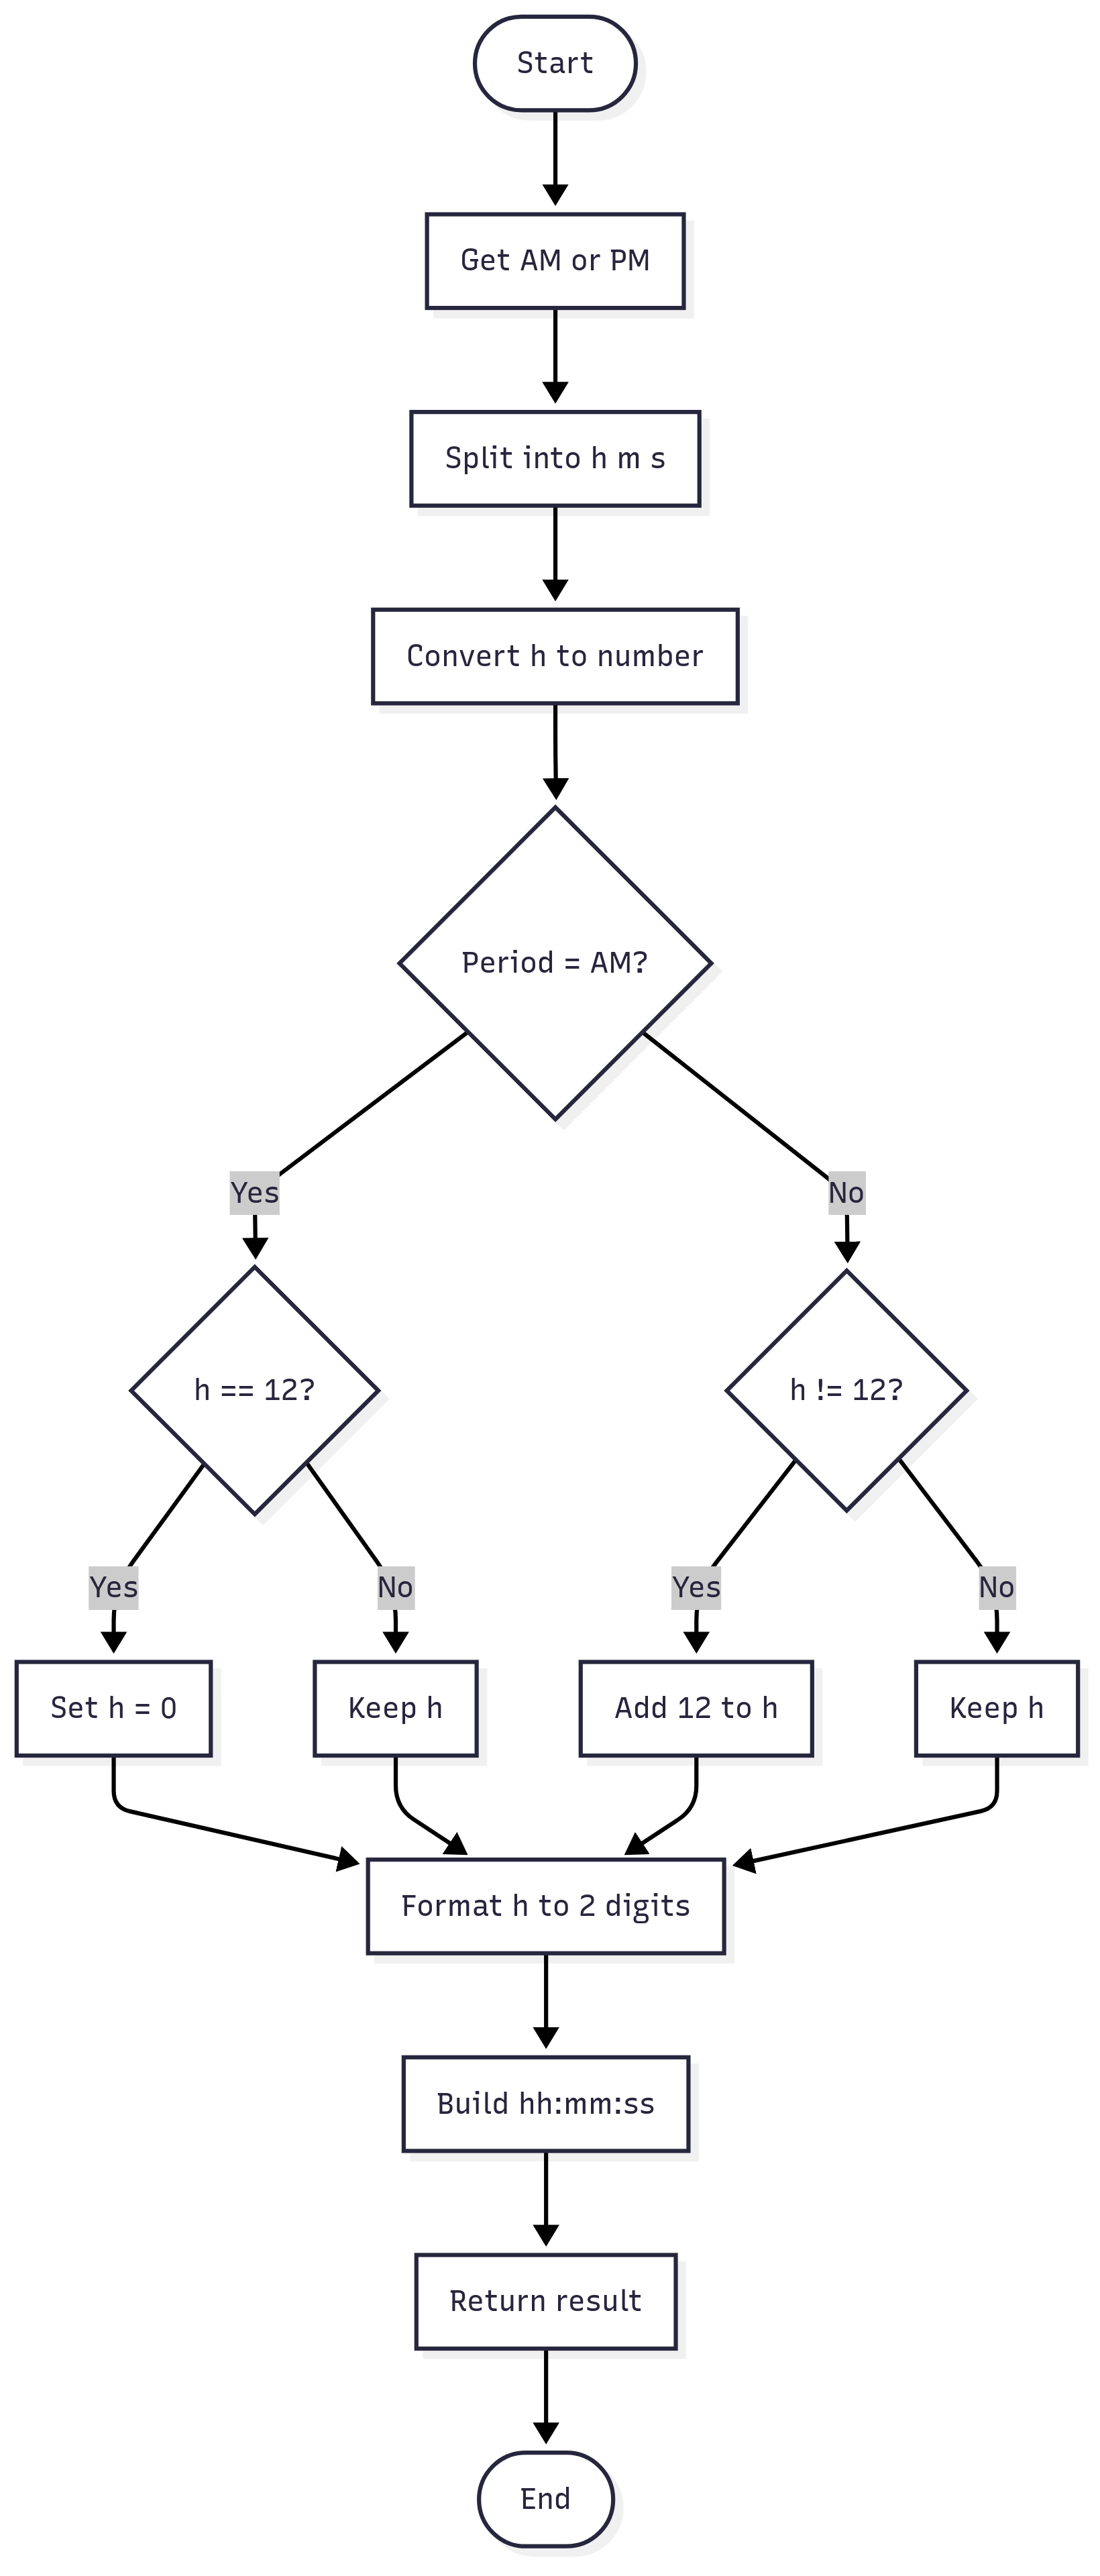 Start
Get AM or PM
Split into h m s
Convert h to number
Period = AM?
Yes
No
h == 12?
h != 12?
Yes
No
Yes
No
Set h = 0
Keep h
Add 12 to h
Keep h
Format h to 2 digits
Build hh:mm:ss
Return result
End